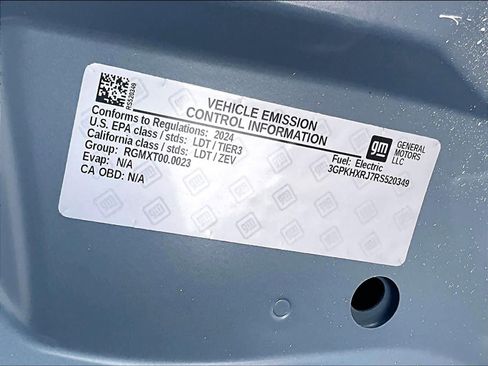 RS520349
VEHICLE EMISSION
CONTROL INFORMATION
Conforms to Regulations: 2024
U.S. EPA class / stds: LDT / TIER3
California class / stds: LDT / ZEV
Group: RGMXT00.0023
Evap: N/A
CA OBD: N/A
gm
GENERAL
MOTORS
LLC
Fuel: Electric
3GPKHXRJ7RS520349